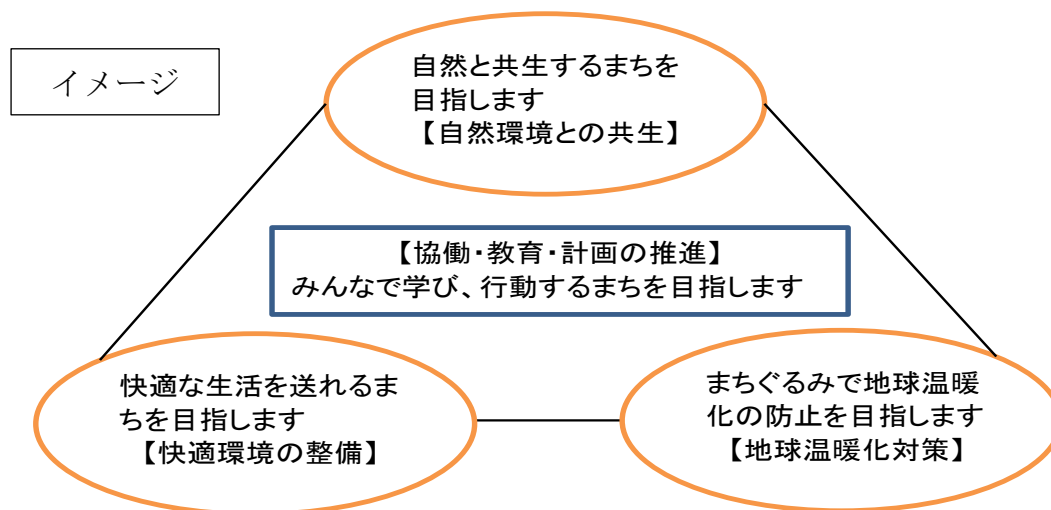 イメージ
自然と共生するまちを
目指します
【自然環境との共生】
【協働・教育・計画の推進】
みんなで学び、行動するまちを目指します
快適な生活を送れるま
ちを目指します
【快適環境の整備】
まちぐるみで地球温暖
化の防止を目指します
【地球温暖化対策】